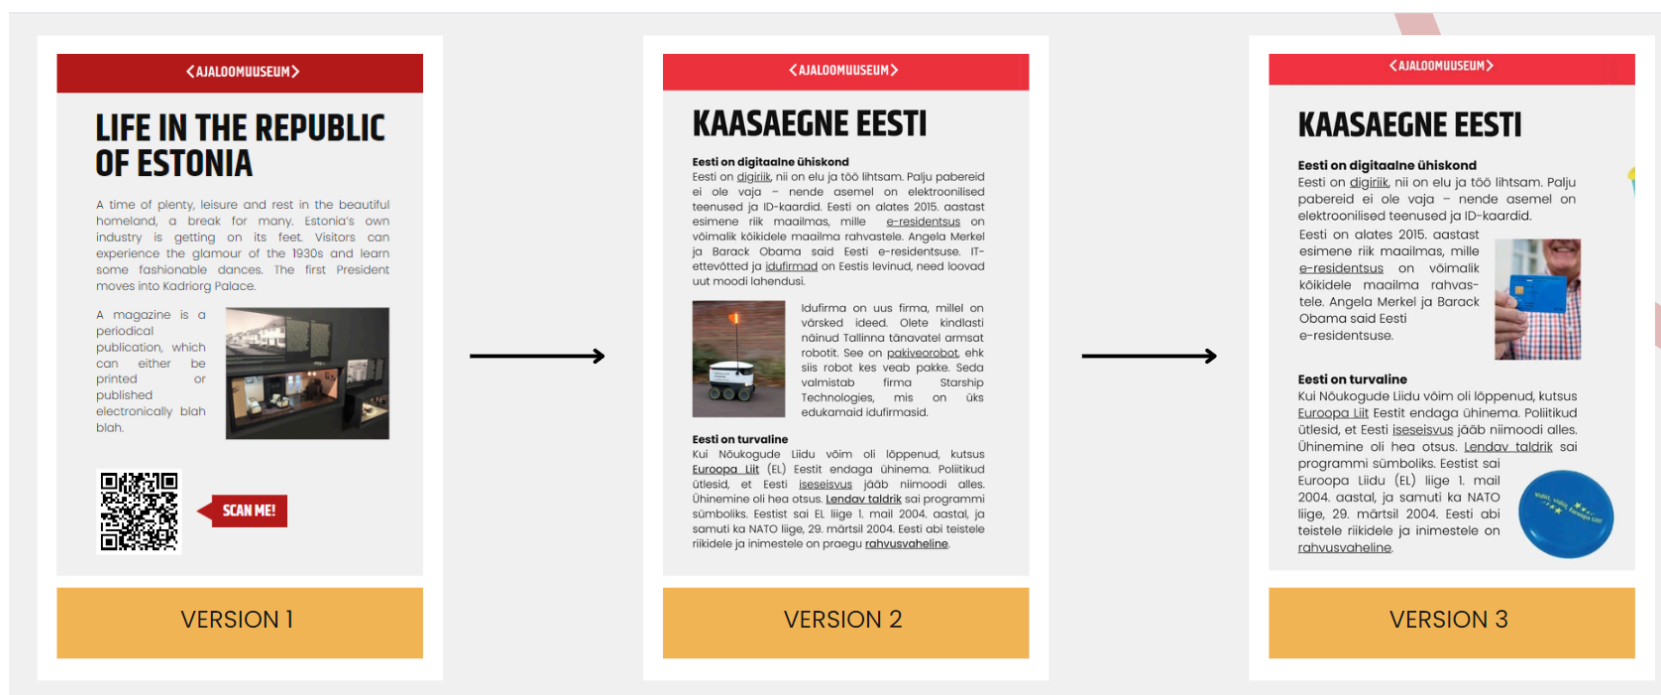 <AJALOOMUUSEUM>
LIFE IN THE REPUBLIC
OF ESTONIA
A time of plenty, leisure and rest in the beautiful
homeland, a break for many. Estonia's own
industry is getting on its feet. Visitors can
experience the glamour of the 1930s and learn
some fashionable dances. The first President
moves into Kadriorg Palace.
A magazine is a
periodical
publication, which
can either be
printed or
published
electronically blah
blah.
SCAN ME!
VERSION 1
<AJALOOMUUSEUM>
KAASAEGNE EESTI
Eesti on digitaalne ühiskond
Eesti on digiriik, nii on elu ja töö lihtsam. Palju pabereid
ei ole vaja – nende asemel on elektroonilised
teenused ja ID-kaardid. Eesti on alates 2015. aastast
esimene riik maailmas, mille e-residentsus on
võimalik kõikidele maailma rahvastele. Angela Merkel
ja Barack Obama said Eesti e-residentsuse. IT-
ettevõtted ja idufirmad on Eestis levinud, need loovad
uut moodi lahendusi.
Idufirma on uus firma, millel on
värsked ideed. Olete kindlasti
näinud Tallinna tänavatel armsat
robotit. See on pakiveorobot, ehk
siis robot kes veab pakke. Seda
valmistab firma Starship
Technologies, mis on üks
edukamaid idufirmasid.
Eesti on turvaline
Kui Nõukogude Liidu võim oli lõppenud, kutsus
Euroopa Liit (EL) Eestit endaga ühinema. Poliitikud
ütlesid, et Eesti iseseisvus jääb niimoodi alles.
Ühinemine oli hea otsus. Lendav taldrik sai programmi
sümboliks. Eestist sai EL liige 1. mail 2004. aastal, ja
samuti ka NATO liige, 29. märtsil 2004. Eesti abi teistele
riikidele ja inimestele on praegu rahvusvaheline.
VERSION 2
<AJALOOMUUSEUM>
KAASAEGNE EESTI
Eesti on digitaalne ühiskond
Eesti on digiriik, nii on elu ja töö lihtsam. Palju
pabereid ei ole vaja – nende asemel on
elektroonilised teenused ja ID-kaardid.
Eesti on alates 2015. aastast
esimene riik maailmas, mille
e-residentsus on võimalik
kõikidele maailma rahvas-
tele. Angela Merkel ja Barack
Obama said Eesti
e-residentsuse.
Eesti on turvaline
Kui Nõukogude Liidu võim oli lõppenud, kutsus
Euroopa Liit Eestit endaga ühinema. Poliitikud
ütlesid, et Eesti iseseisvus jääb niimoodi alles.
Ühinemine oli hea otsus. Lendav taldrik sai
programmi sümboliks. Eestist sai
Euroopa Liidu (EL) liige 1. mail
2004. aastal, ja samuti ka NATO
liige, 29. märtsil 2004. Eesti abi
teistele riikidele ja inimestele on
rahvusvaheline.
VERSION 3